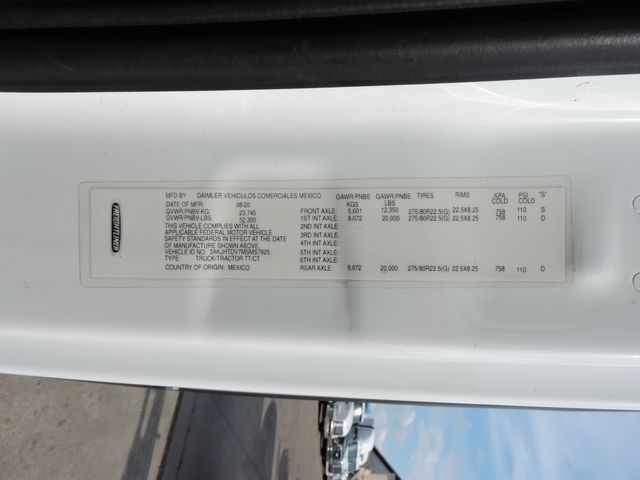 FREIGHTLINER
MFD BY: DAIMLER VEHICULOS COMERCIALES MEXICO
DATE OF MFR: 08/20
GVWR/PNBV-KG: 23,745
GVWR/PNBV-LBS: 52,350
THIS VEHICLE COMPLIES WITH ALL
APPLICABLE FEDERAL MOTOR VEHICLE
SAFETY STANDARDS IN EFFECT AT THE DATE
OF MANUFACTURE SHOWN ABOVE.
VEHICLE ID NO.: 3AKJHTDV7MSMS7925
TYPE: TRUCK/TRACTOR TT/CT
COUNTRY OF ORIGIN: MEXICO
GAWR/PNBE GAWR/PNBE TIRES RIMS KPA PSI "S"
KGS LBS COLD COLD
FRONT AXLE: 5,601 12,350 275/80R22.5(G) 22.5X8.25 758 110 S
1ST INT AXLE: 9,072 20,000 275/80R22.5(G) 22.5X8.25 758 110 D
2ND INT AXLE:
3RD INT AXLE:
4TH INT AXLE:
5TH INT AXLE:
6TH INT AXLE:
REAR AXLE: 9,072 20,000 275/80R22.5(G) 22.5X8.25 758 110 D